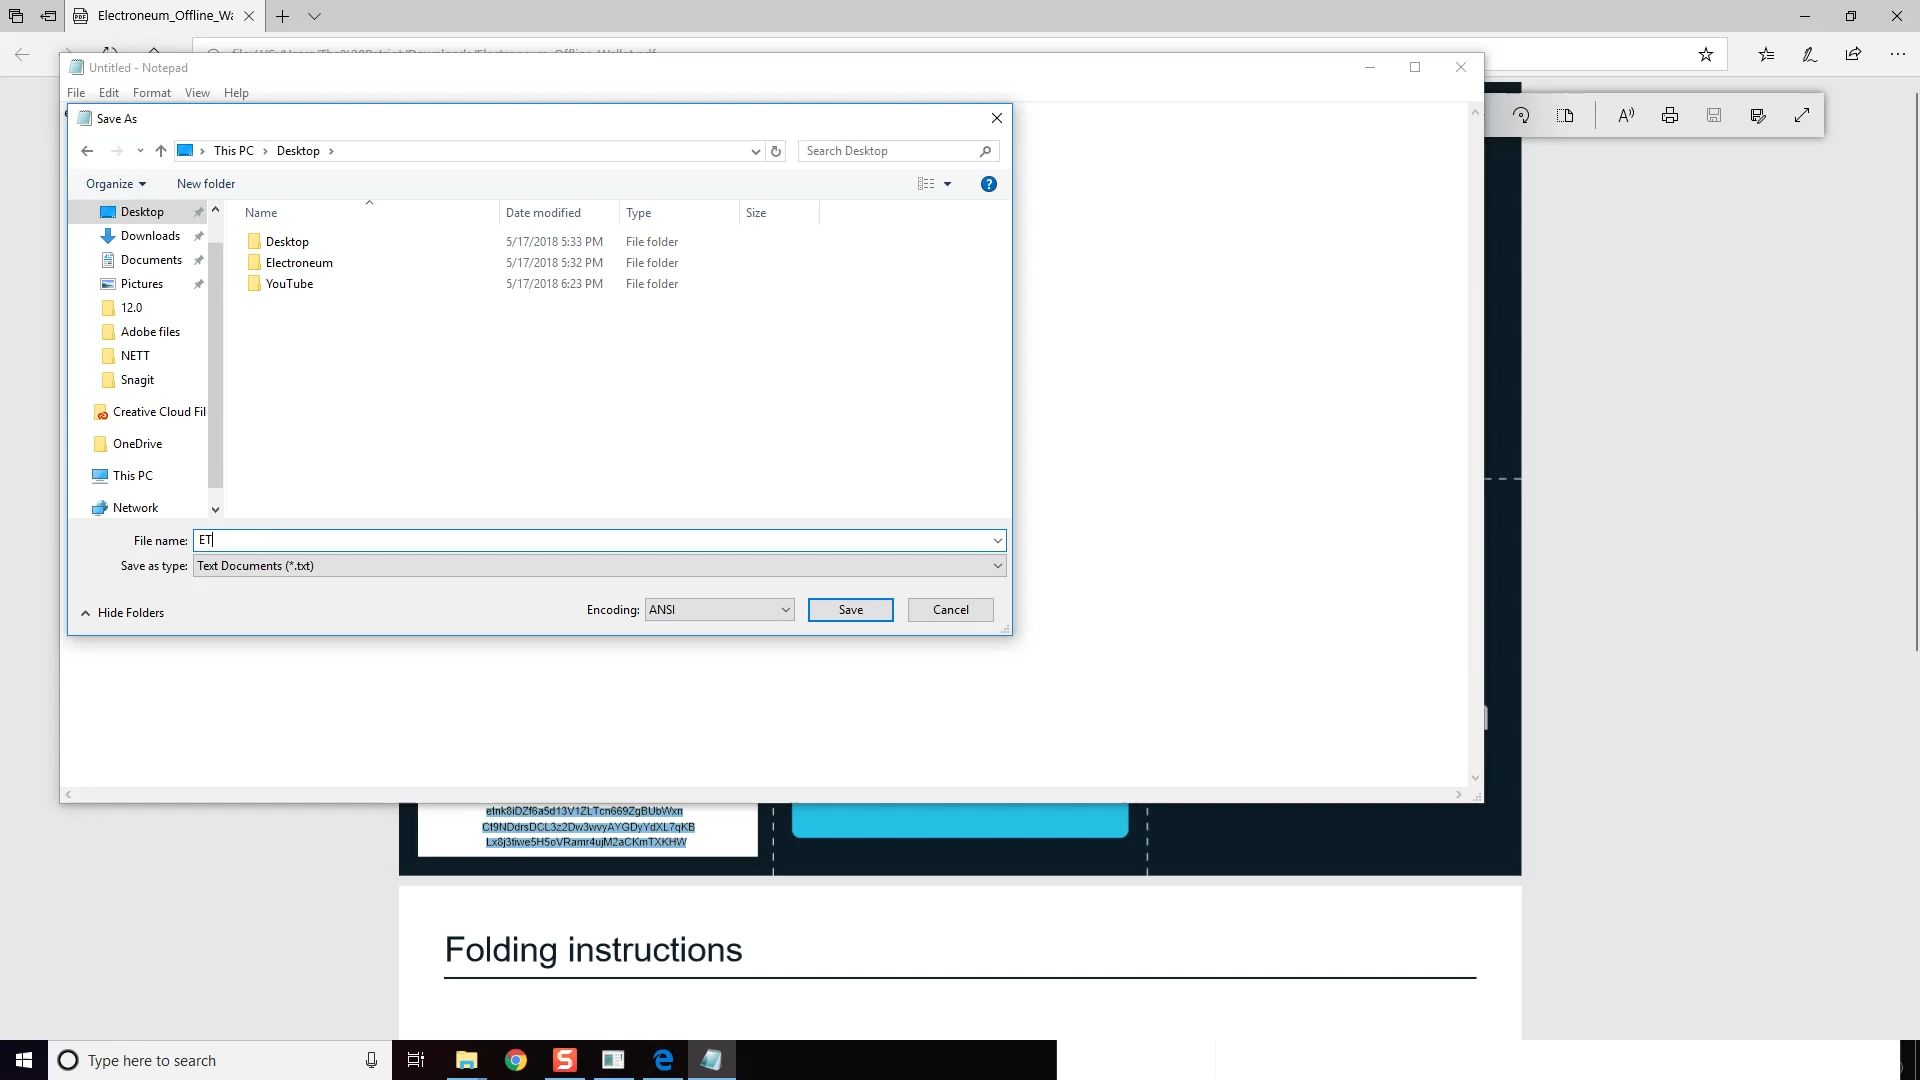 Electroneum_Offline_Wa
Untitled - Notepad
File Edit Format View Help
Save As
This PC Desktop
Search Desktop
Organize New folder
Desktop
Downloads
Documents
Pictures
12.0
Adobe files
NETT
Snagit
Creative Cloud Fil
OneDrive
This PC
Network
Name Date modified Type Size
Desktop 5/17/2018 5:33 PM File folder
Electroneum 5/17/2018 5:32 PM File folder
YouTube 5/17/2018 6:23 PM File folder
File name: ET
Save as type: Text Documents (*.txt)
Hide Folders
Encoding: ANSI Save Cancel
etnk8iDZf6a5d13V1ZLTcn669ZgBUbWxn
Cf9NDdrsDCL3z2Dw3wvyAYGDyYdXL7qKB
Lx8j3tiwe5H5oVRamr4ujM2aCKmTXKHW
Folding instructions
Type here to search